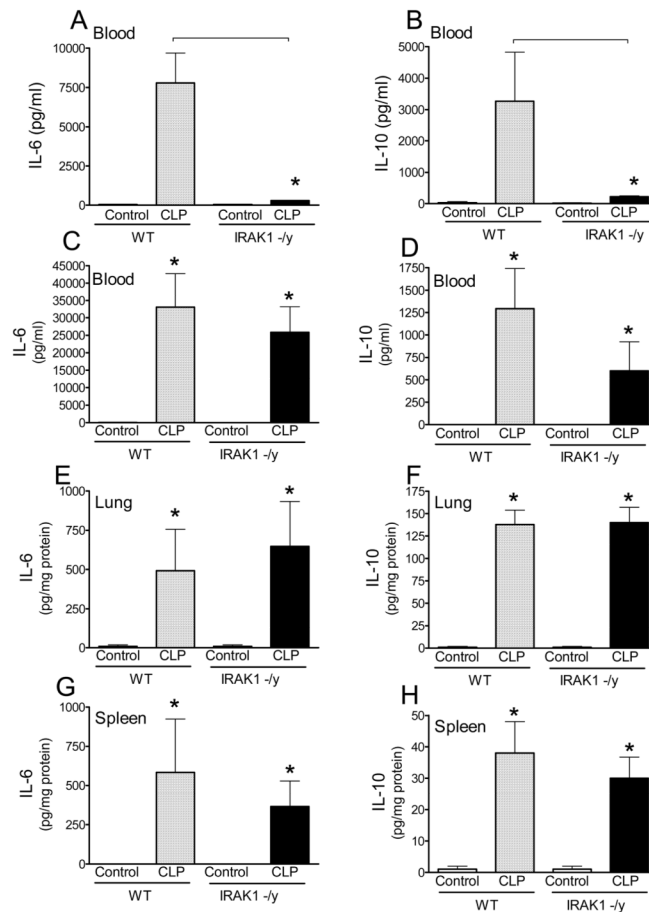 A
Blood
IL-6 (pg/ml)
10000
7500
5000
2500
0
*
Control CLP Control CLP
WT IRAK1 -/y
B
Blood
IL-10 (pg/ml)
5000
4000
3000
2000
1000
0
*
Control CLP Control CLP
WT IRAK1 -/y
C
Blood
IL-6
(pg/ml)
45000
40000
35000
30000
25000
20000
15000
10000
5000
0
* *
Control CLP Control CLP
WT IRAK1 -/y
D
Blood
IL-10
(pg/ml)
1750
1500
1250
1000
750
500
250
0
* *
Control CLP Control CLP
WT IRAK1 -/y
E
Lung
IL-6
(pg/mg protein)
1000
750
500
250
0
* *
Control CLP Control CLP
WT IRAK1 -/y
F
Lung
IL-10
(pg/mg protein)
175
150
125
100
75
50
25
0
* *
Control CLP Control CLP
WT IRAK1 -/y
G
Spleen
IL-6
(pg/mg protein)
1000
750
500
250
0
* *
Control CLP Control CLP
WT IRAK1 -/y
H
Spleen
IL-10
(pg/mg protein)
50
40
30
20
10
0
* *
Control CLP Control CLP
WT IRAK1 -/y